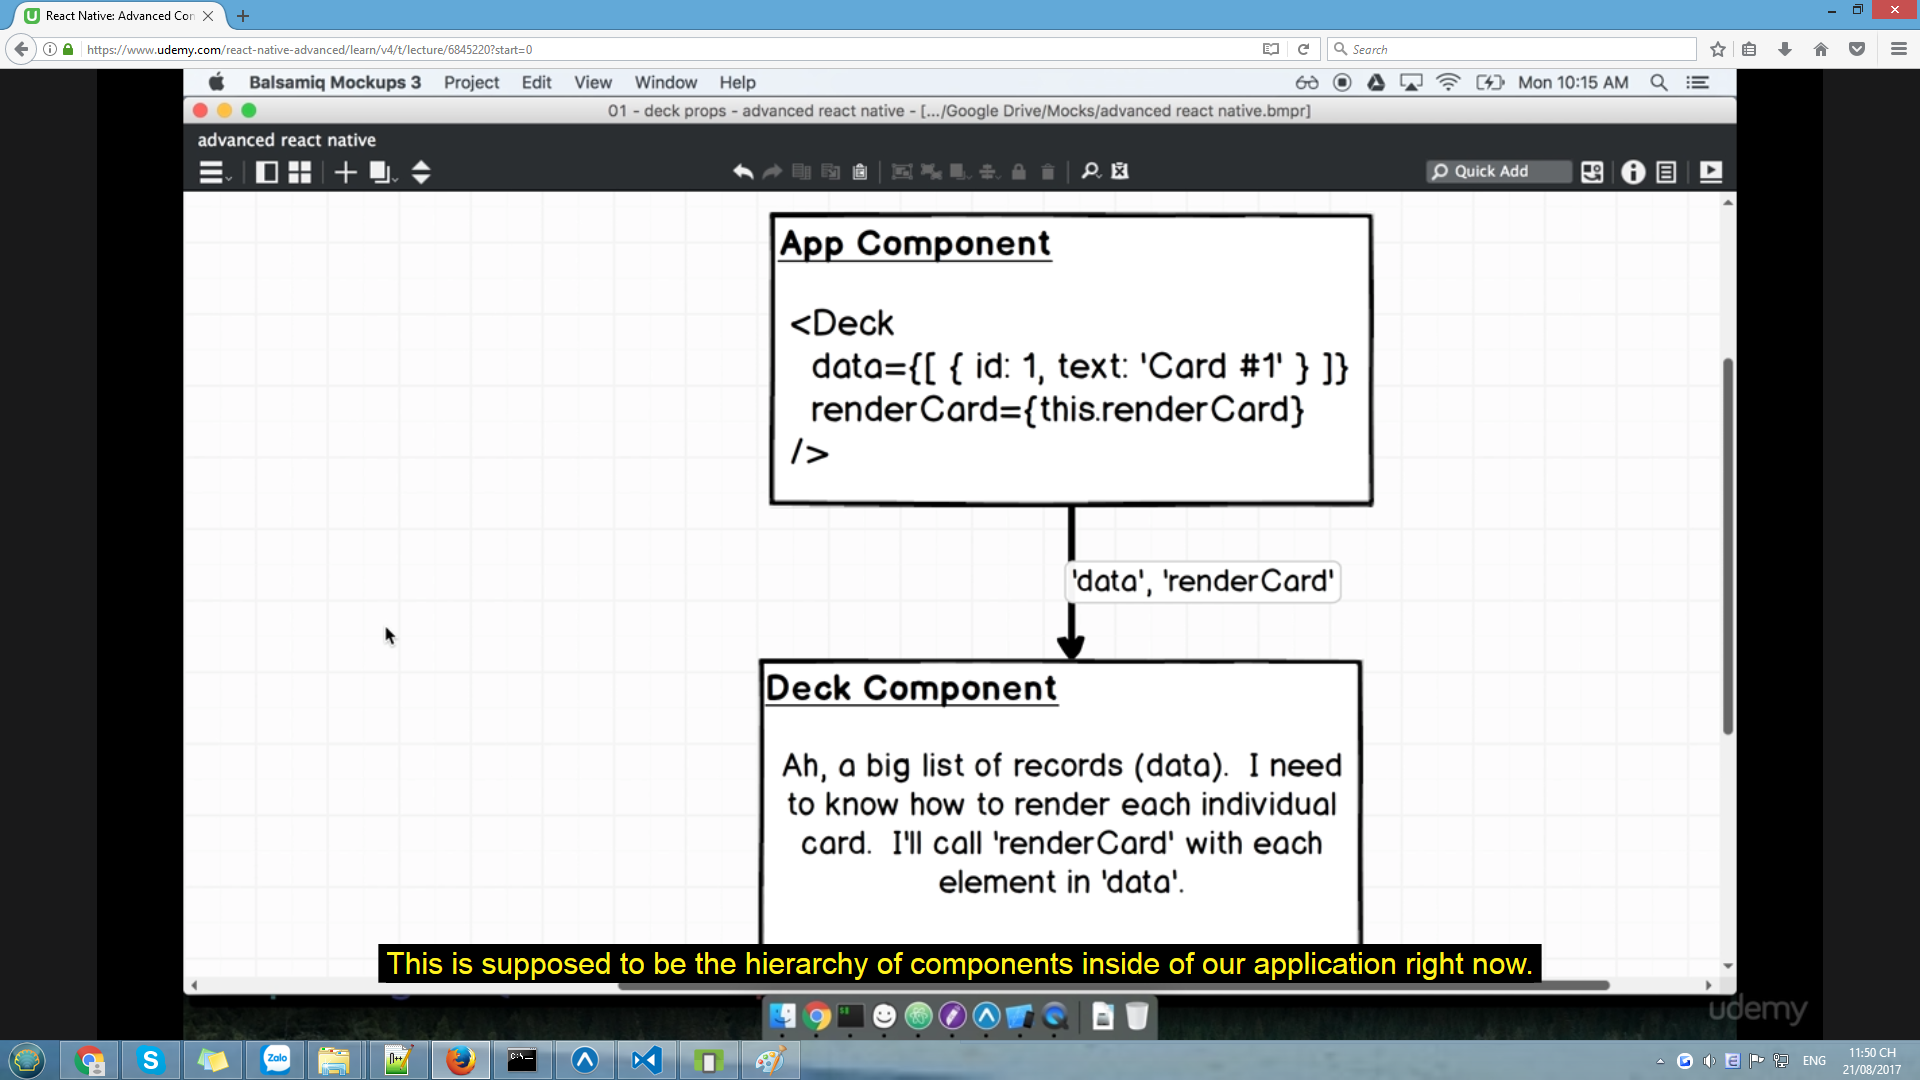 React Native: Advanced Con
https://www.udemy.com/react-native-advanced/learn/v4/t/lecture/6845220?start=0
Search
Balsamiq Mockups 3 Project Edit View Window Help
Mon 10:15 AM
01 - deck props - advanced react native - [.../Google Drive/Mocks/advanced react native.bmpr]
advanced react native
Quick Add
App Component
<Deck
data={[ { id: 1, text: 'Card #1' } ]}
renderCard={this.renderCard}
/>
'data', 'renderCard'
Deck Component
Ah, a big list of records (data). I need
to know how to render each individual
card. I'll call 'renderCard' with each
element in 'data'.
This is supposed to be the hierarchy of components inside of our application right now.
udemy
Zalo
ENG
11:50 CH
21/08/2017